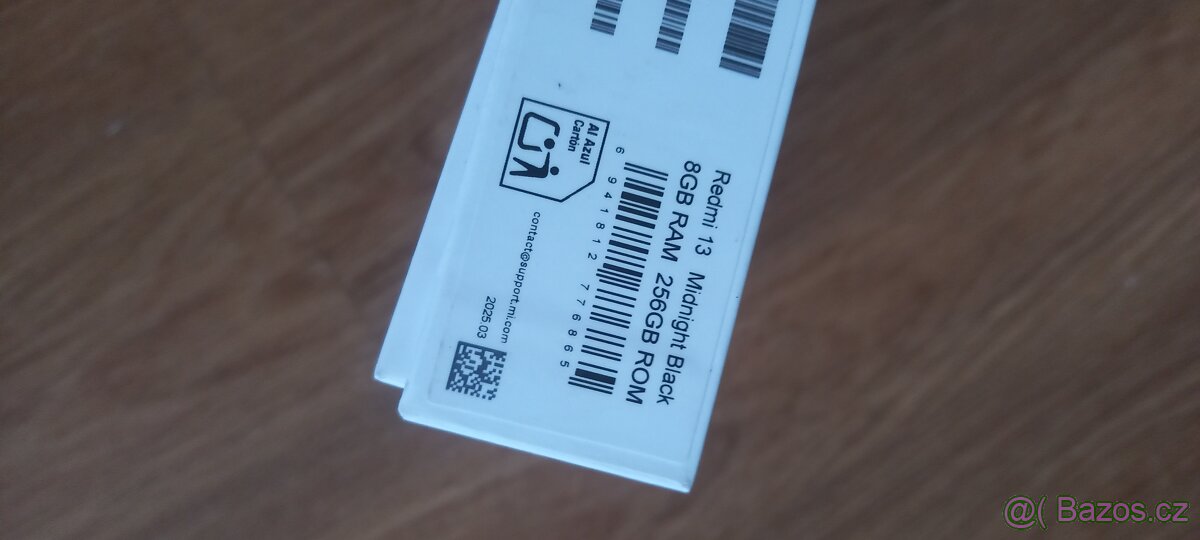 Redmi 13 Midnight Black
8GB RAM 256GB ROM
6 941812 776865
Al Azul
Cartón
contact@support.mi.com
2025.03
@( Bazos.cz